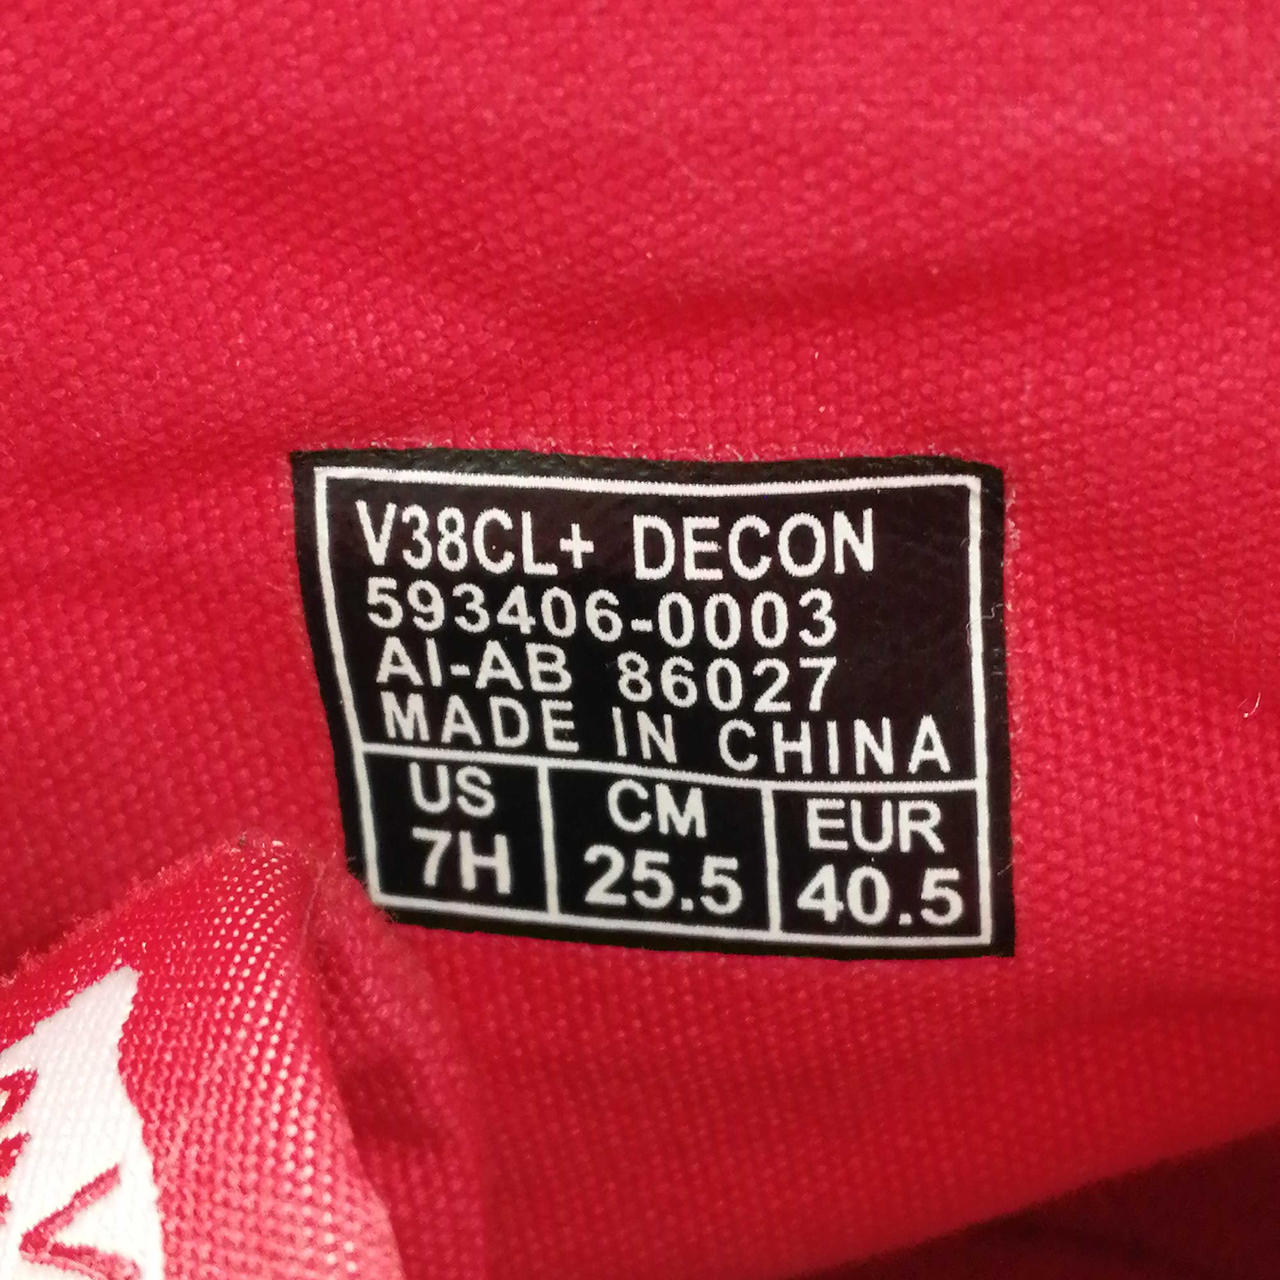 V38CL+ DECON
593406-0003
AI-AB 86027
MADE IN CHINA
US CM EUR
7H 25.5 40.5